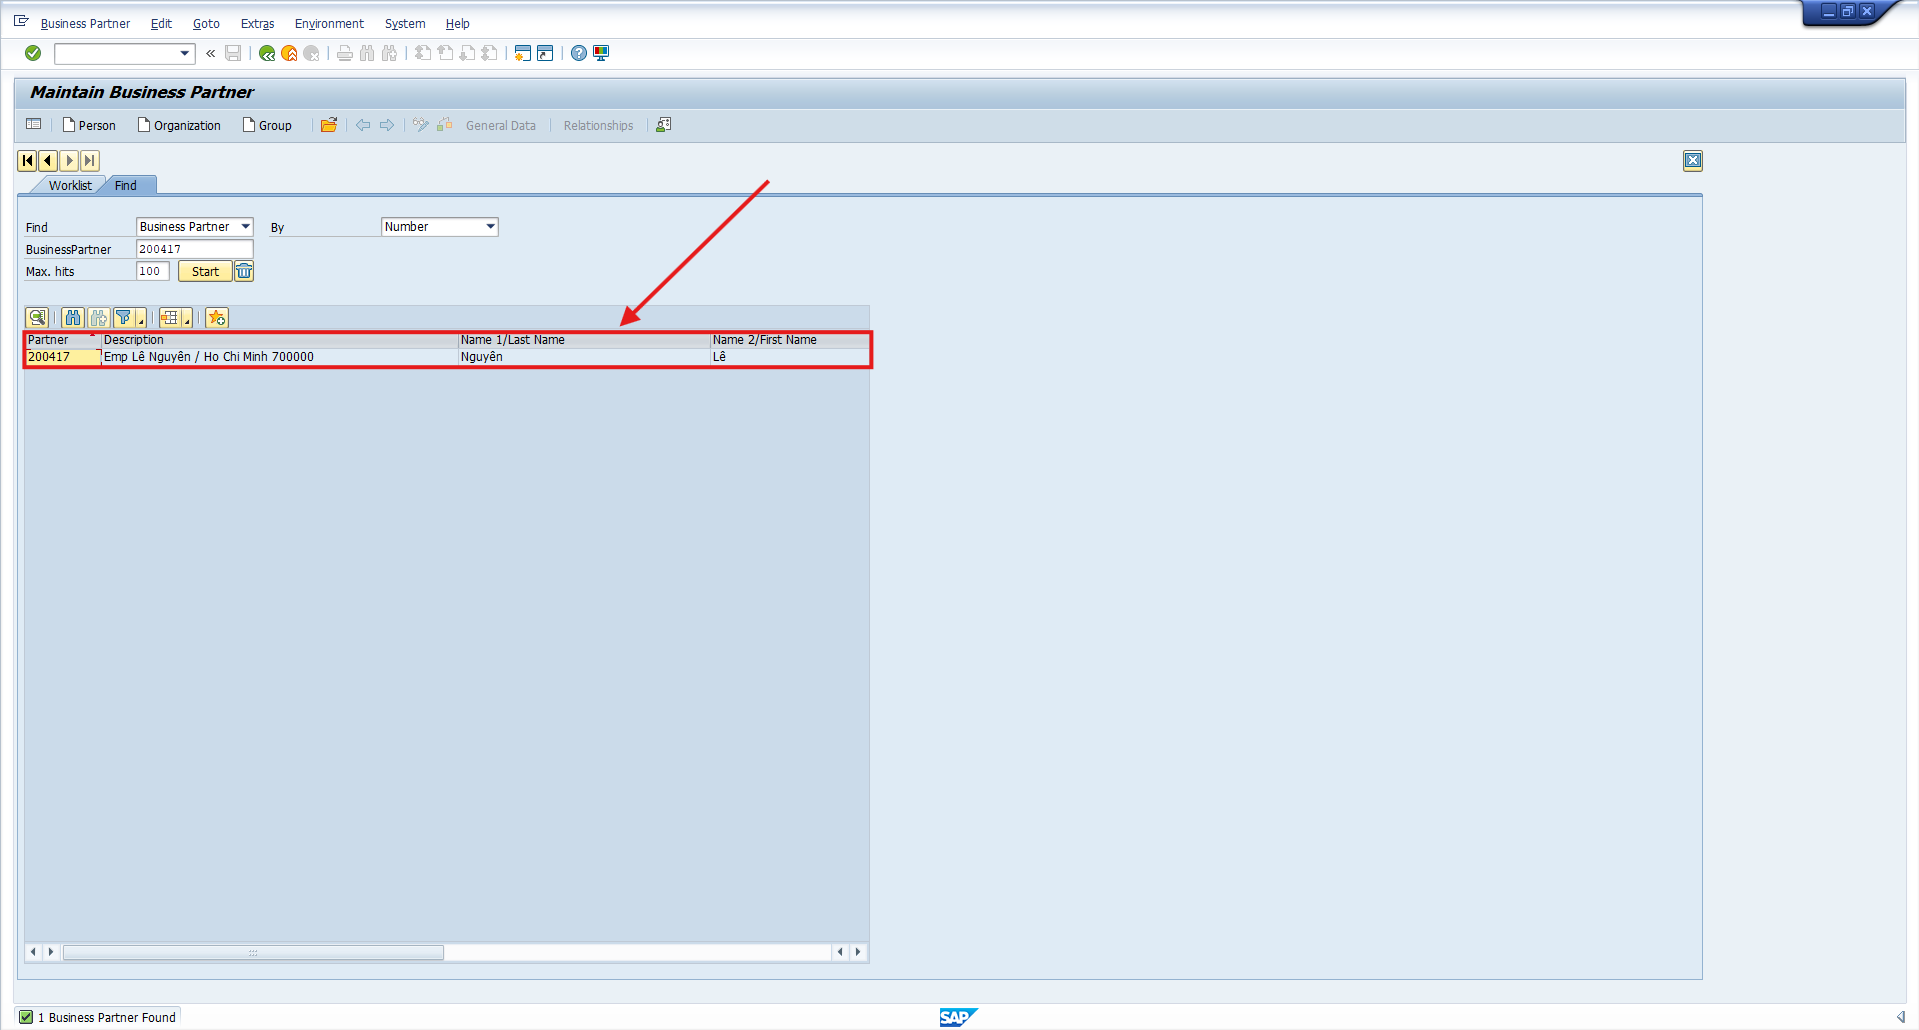 Business Partner Edit Goto Extras Environment System Help
Maintain Business Partner
Person Organization Group General Data Relationships
Worklist Find
Find Business Partner By Number
BusinessPartner 200417
Max. hits 100 Start
Partner Description Name 1/Last Name Name 2/First Name
200417 Emp Lê Nguyên / Ho Chi Minh 700000 Nguyên Lê
1 Business Partner Found
SAP